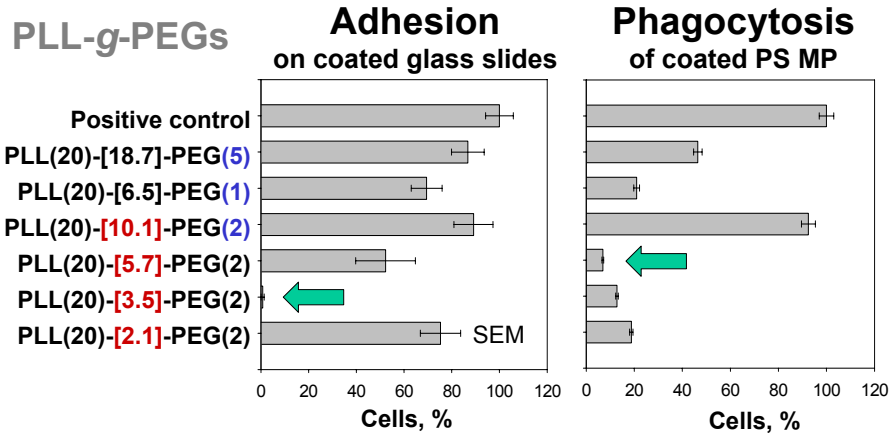 PLL-g-PEGs
Adhesion
on coated glass slides
Phagocytosis
of coated PS MP
Positive control
PLL(20)-[18.7]-PEG(5)
PLL(20)-[6.5]-PEG(1)
PLL(20)-[10.1]-PEG(2)
PLL(20)-[5.7]-PEG(2)
PLL(20)-[3.5]-PEG(2)
PLL(20)-[2.1]-PEG(2)
SEM
0 20 40 60 80 100 120
Cells, %
0 20 40 60 80 100 120
Cells, %